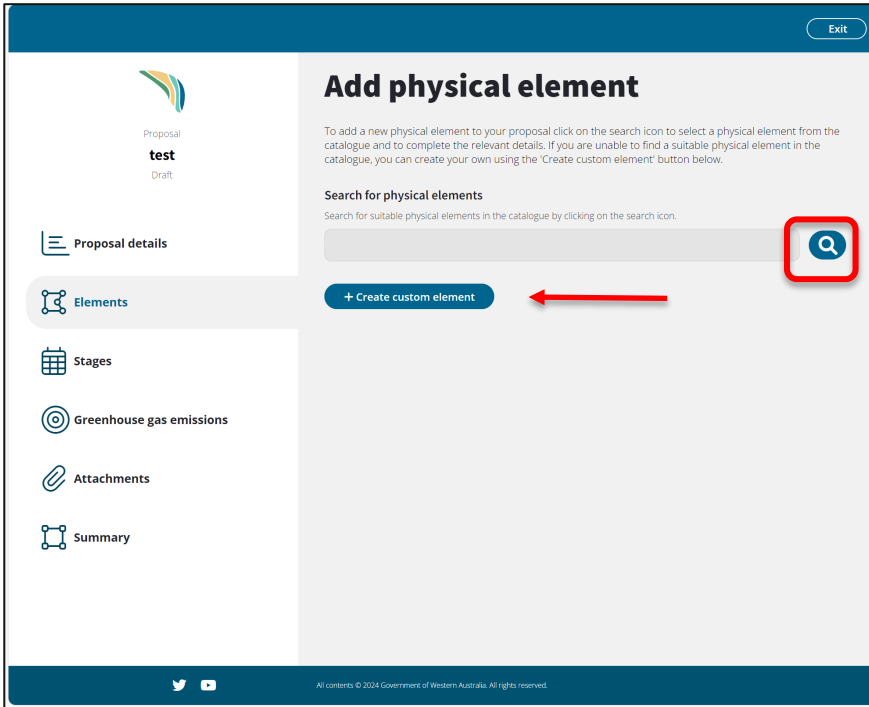 Exit
Proposal
test
Draft
Proposal details
Elements
Stages
Greenhouse gas emissions
Attachments
Summary
Add physical element
To add a new physical element to your proposal click on the search icon to select a physical element from the
catalogue and to complete the relevant details. If you are unable to find a suitable physical element in the
catalogue, you can create your own using the 'Create custom element' button below.
Search for physical elements
Search for suitable physical elements in the catalogue by clicking on the search icon.
+ Create custom element
All contents © 2024 Government of Western Australia. All rights reserved.